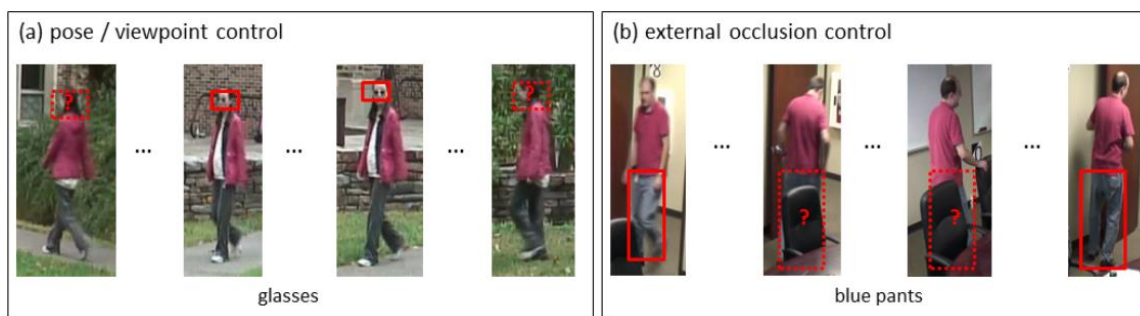 (a) pose / viewpoint control
? ... ... ... ?
glasses
(b) external occlusion control
... ? ... ? ...
blue pants